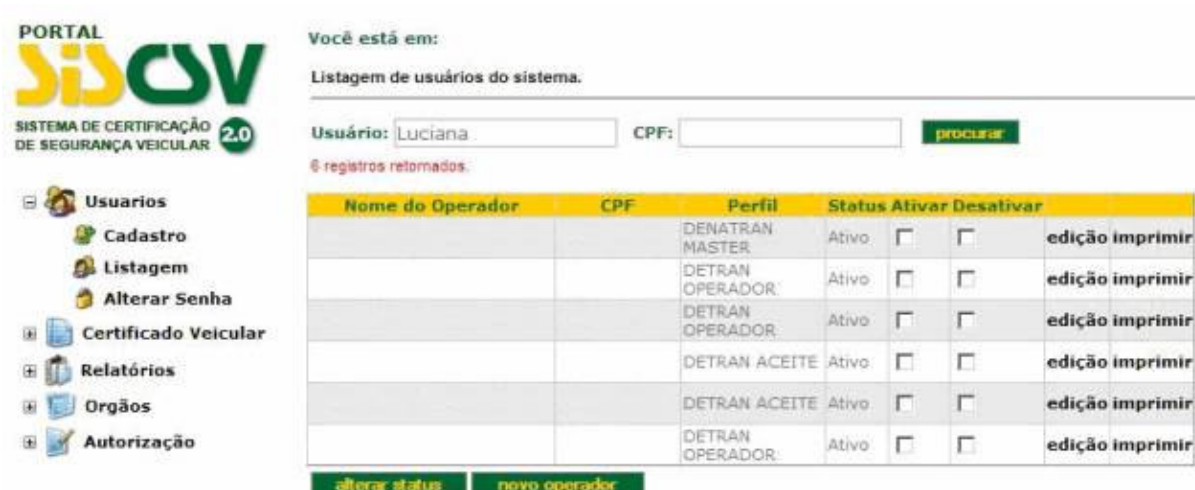 PORTAL
SiSCSV
SISTEMA DE CERTIFICAÇÃO
DE SEGURANÇA VEICULAR 2.0
Usuarios
Cadastro
Listagem
Alterar Senha
Certificado Veicular
Relatórios
Orgãos
Autorização
Você está em:
Listagem de usuários do sistema.
Usuário: Luciana CPF: procurar
6 registros retornados.
Nome do Operador CPF Perfil Status Ativar Desativar
DENATRAN
MASTER Ativo edição imprimir
DETRAN
OPERADOR Ativo edição imprimir
DETRAN
OPERADOR Ativo edição imprimir
DETRAN ACEITE Ativo edição imprimir
DETRAN ACEITE Ativo edição imprimir
DETRAN
OPERADOR Ativo edição imprimir
alterar status novo operador